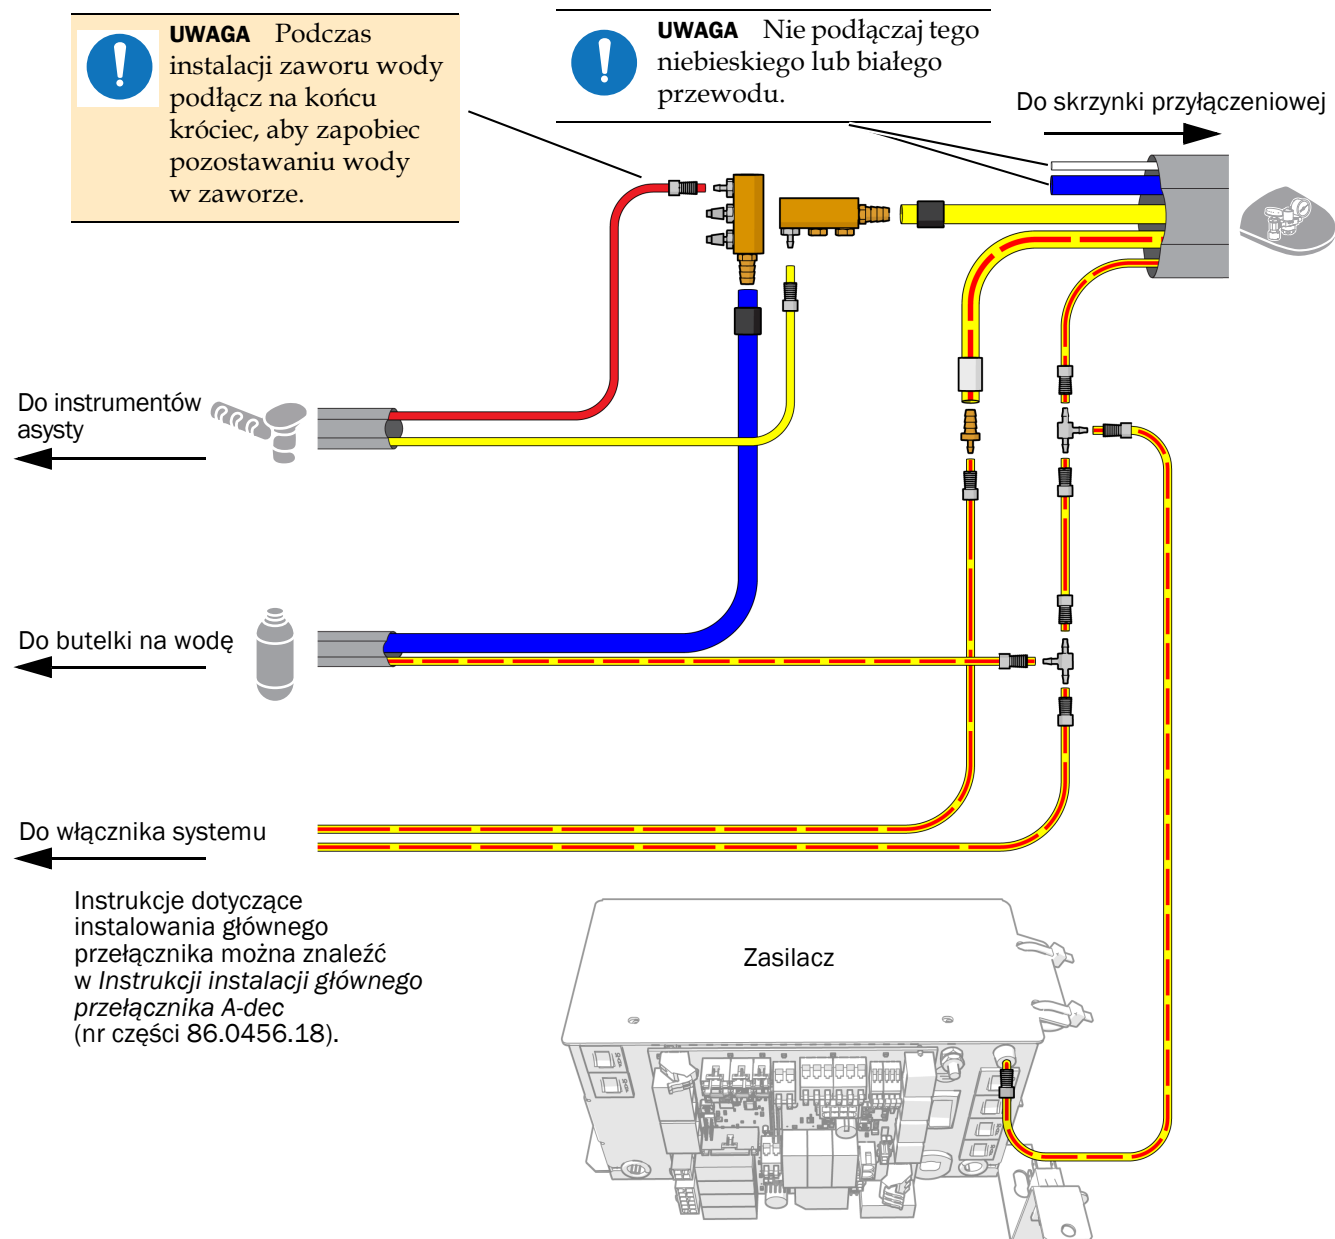 UWAGA Podczas
instalacji zaworu wody
podłącz na końcu
króciec, aby zapobiec
pozostawaniu wody
w zaworze.
UWAGA Nie podłączaj tego
niebieskiego lub białego
przewodu.
Do skrzynki przyłączeniowej
Do instrumentów
asysty
Do butelki na wodę
Do włącznika systemu
Instrukcje dotyczące
instalowania głównego
przełącznika można znaleźć
w Instrukcji instalacji głównego
przełącznika A-dec
(nr części 86.0456.18).
Zasilacz